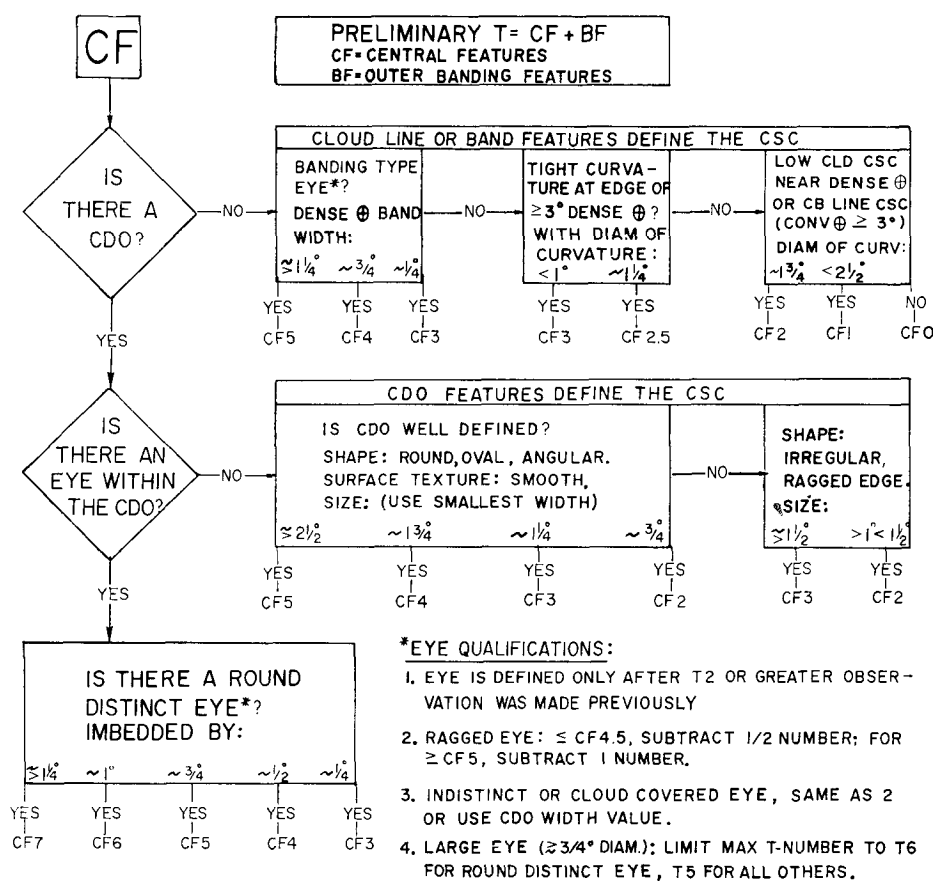 CF
PRELIMINARY T= CF + BF
CF=CENTRAL FEATURES
BF=OUTER BANDING FEATURES
IS
THERE A
CDO?
NO
CLOUD LINE OR BAND FEATURES DEFINE THE CSC
BANDING TYPE
EYE*?
DENSE ⊕ BAND
WIDTH:
≳1¼° ~¾° ~¼°
YES YES YES
CF5 CF4 CF3
NO
TIGHT CURVA-
TURE AT EDGE OF
≥3° DENSE ⊕?
WITH DIAM OF
CURVATURE:
<1° ~1¼°
YES YES
CF3 CF2.5
NO
LOW CLD CSC
NEAR DENSE ⊕
OR CB LINE CSC
(CONV ⊕ ≥ 3°)
DIAM OF CURV:
~1¾° <2½°
YES YES NO
CF2 CF1 CF0
YES
IS
THERE AN
EYE WITHIN
THE CDO?
NO
CDO FEATURES DEFINE THE CSC
IS CDO WELL DEFINED?
SHAPE: ROUND, OVAL, ANGULAR.
SURFACE TEXTURE: SMOOTH.
SIZE: (USE SMALLEST WIDTH)
≳2½° ~1¾° ~1¼° ~¾°
YES YES YES YES
CF5 CF4 CF3 CF2
NO
SHAPE:
IRREGULAR,
RAGGED EDGE.
SIZE:
≳1½° >1°<1½°
YES YES
CF3 CF2
YES
IS THERE A ROUND
DISTINCT EYE*?
IMBEDDED BY:
≳1¼° ~1° ~¾° ~½° ~¼°
YES YES YES YES YES
CF7 CF6 CF5 CF4 CF3
*EYE QUALIFICATIONS:
1. EYE IS DEFINED ONLY AFTER T2 OR GREATER OBSER-
VATION WAS MADE PREVIOUSLY
2. RAGGED EYE: ≤ CF4.5, SUBTRACT 1/2 NUMBER; FOR
≥CF5, SUBTRACT 1 NUMBER.
3. INDISTINCT OR CLOUD COVERED EYE, SAME AS 2
OR USE CDO WIDTH VALUE.
4. LARGE EYE (≳3/4° DIAM.): LIMIT MAX T-NUMBER TO T6
FOR ROUND DISTINCT EYE, T5 FOR ALL OTHERS.